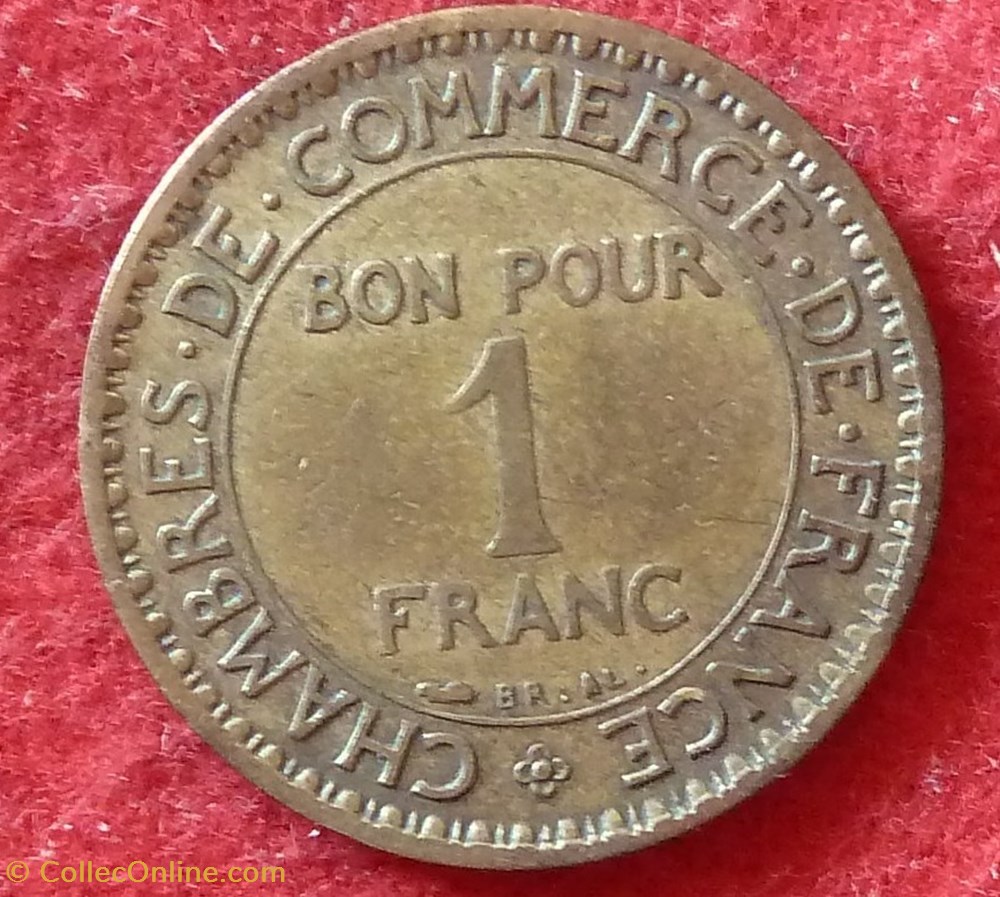 CHAMBRES · DE · COMMERCE · DE · FRANCE
BON POUR
1
FRANC
BR. AL.
© CollecOnline.com